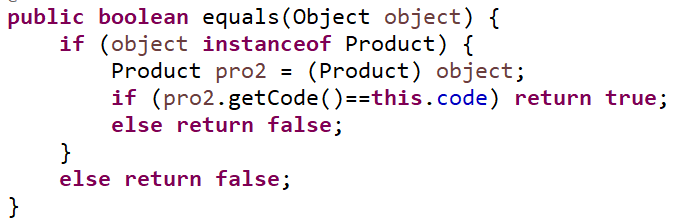 public boolean equals(Object object) {
    if (object instanceof Product) {
        Product pro2 = (Product) object;
        if (pro2.getCode()==this.code) return true;
        else return false;
    }
    else return false;
}